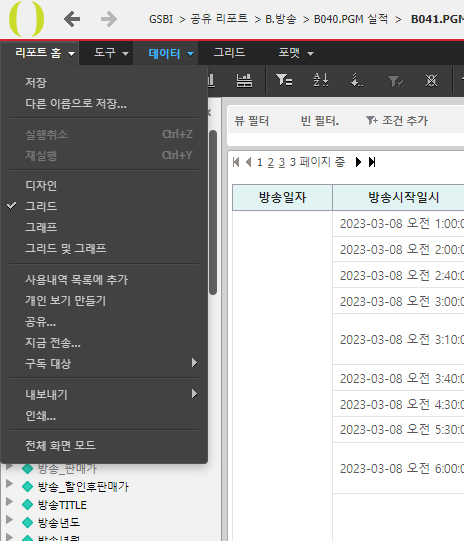 GSBI > 공유 리포트 > B.방송 > B040.PGM 실적 > B041.PGM
리포트 홈 도구 데이터 그리드 포맷
저장
다른 이름으로 저장...
실행취소 Ctrl+Z
재실행 Ctrl+Y
디자인
그리드
그래프
그리드 및 그래프
사용내역 목록에 추가
개인 보기 만들기
공유...
지금 전송...
구독 대상
내보내기
인쇄...
전체 화면 모드
방송_판매가
방송_할인후판매가
방송TITLE
방송년도
방송년월
뷰 필터 빈 필터. 조건 추가
1 2 3 3 페이지 중
방송일자 방송시작일시
2023-03-08 오전 1:00:0
2023-03-08 오전 2:00:
2023-03-08 오전 2:40:
2023-03-08 오전 3:00:
2023-03-08 오전 3:10:
2023-03-08 오전 3:40:
2023-03-08 오전 4:30:
2023-03-08 오전 5:30:
2023-03-08 오전 6:00: